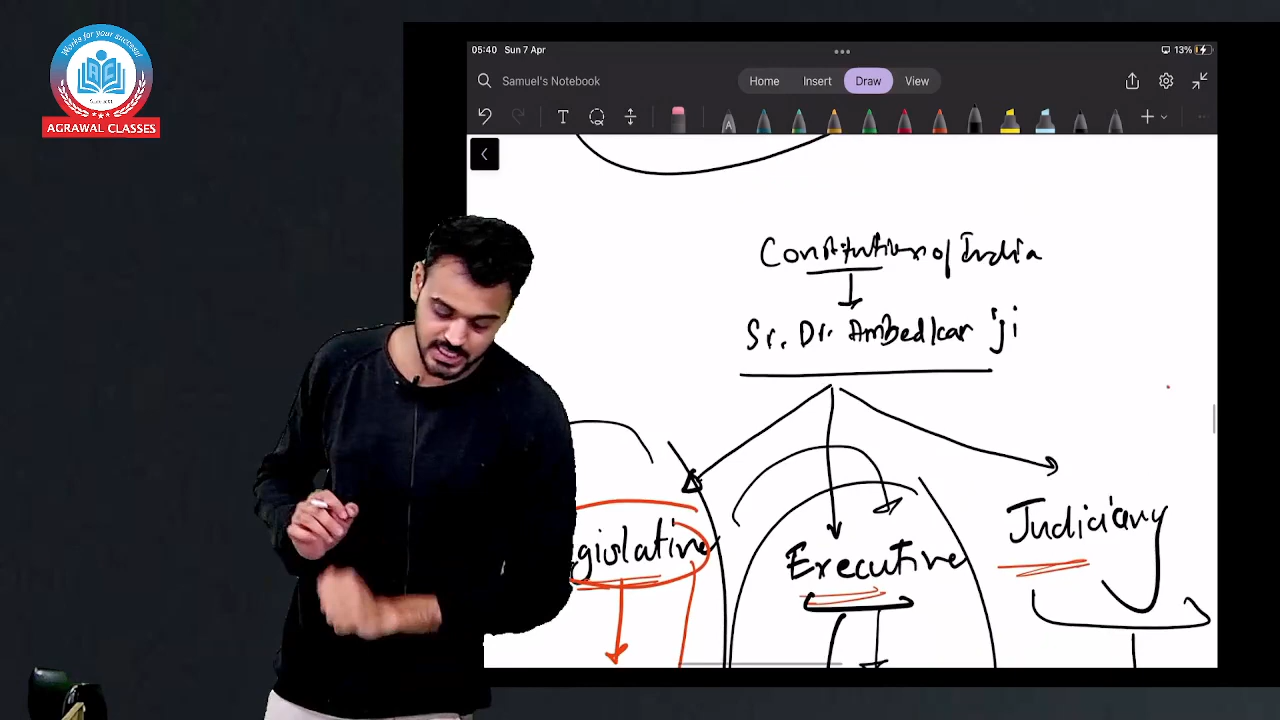 Works for your success!
AC
AGRAWAL CLASSES
05:40 Sun 7 Apr
13%
Samuel's Notebook
Home Insert Draw View
T
A
Constitution of India
Sr. Dr. Ambedkar 'ji
gislative
Executive
Judiciary